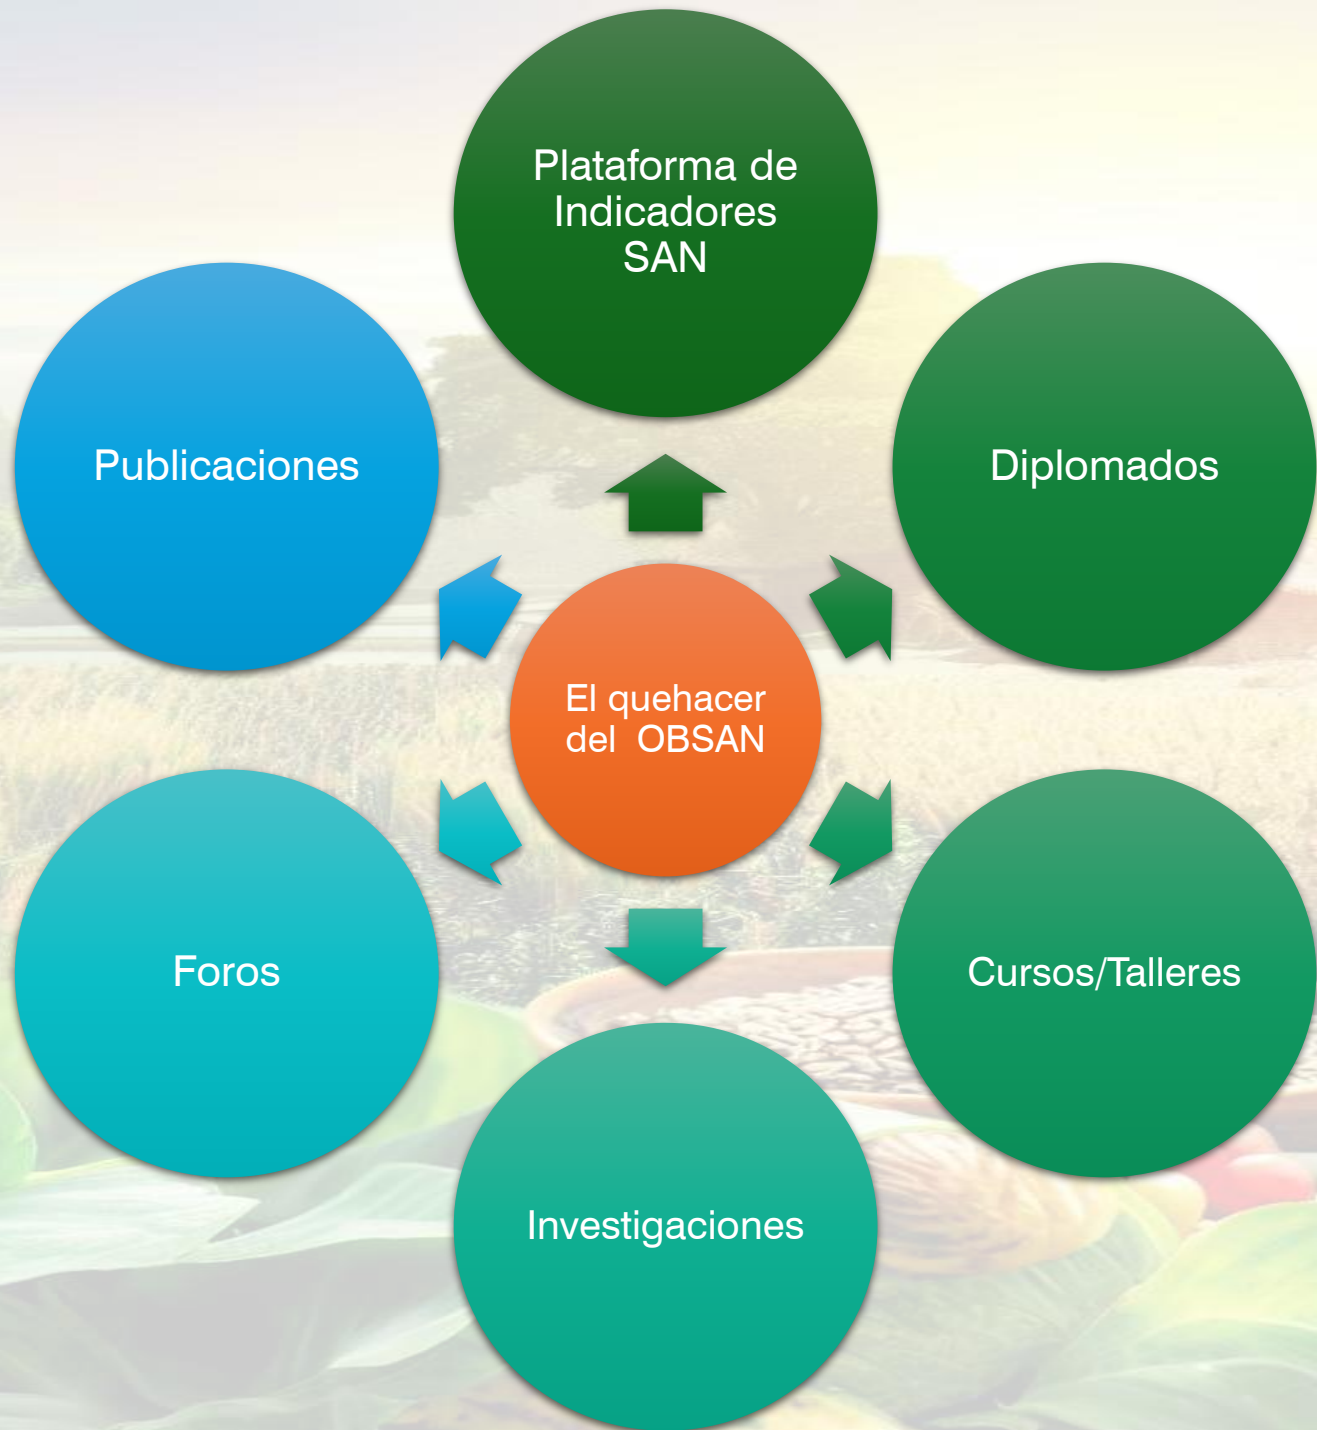 Plataforma de
Indicadores
SAN
Publicaciones
Diplomados
El quehacer
del  OBSAN
Foros
Cursos/Talleres
Investigaciones